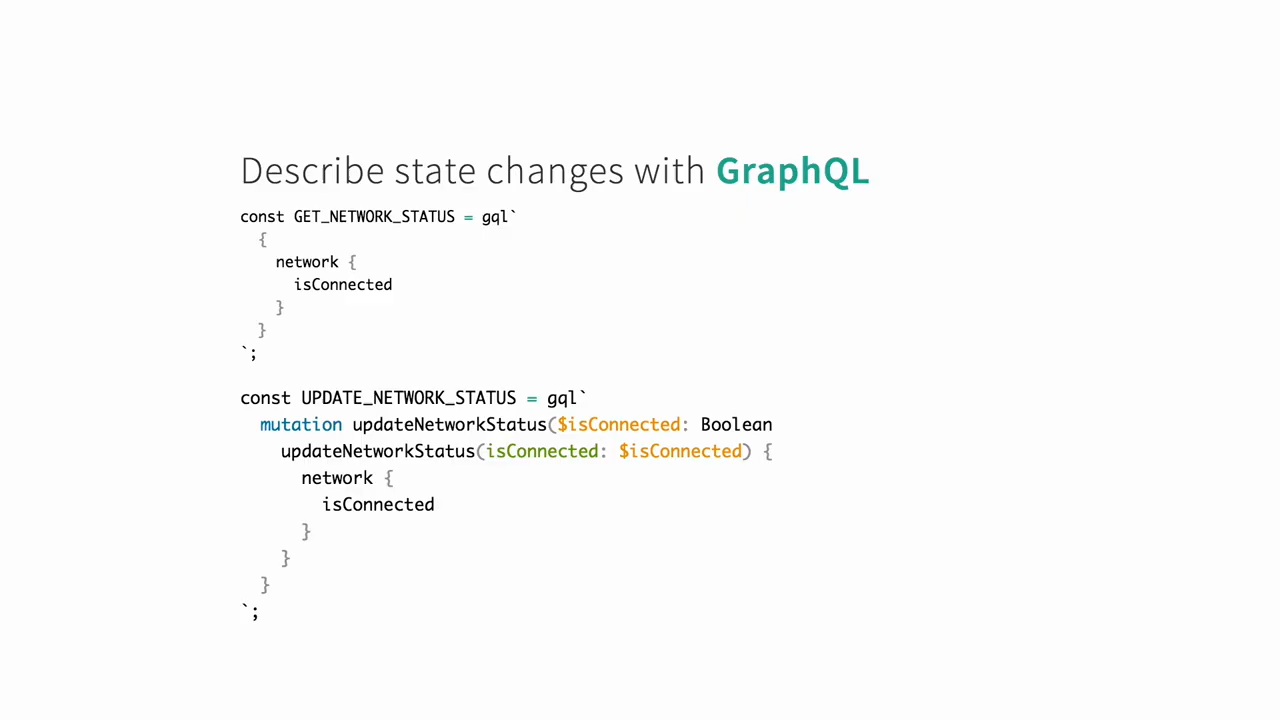 Describe state changes with GraphQL
const GET_NETWORK_STATUS = gql`
  {
    network {
      isConnected
    }
  }
`;
const UPDATE_NETWORK_STATUS = gql`
  mutation updateNetworkStatus($isConnected: Boolean
    updateNetworkStatus(isConnected: $isConnected) {
      network {
        isConnected
      }
    }
  }
`;